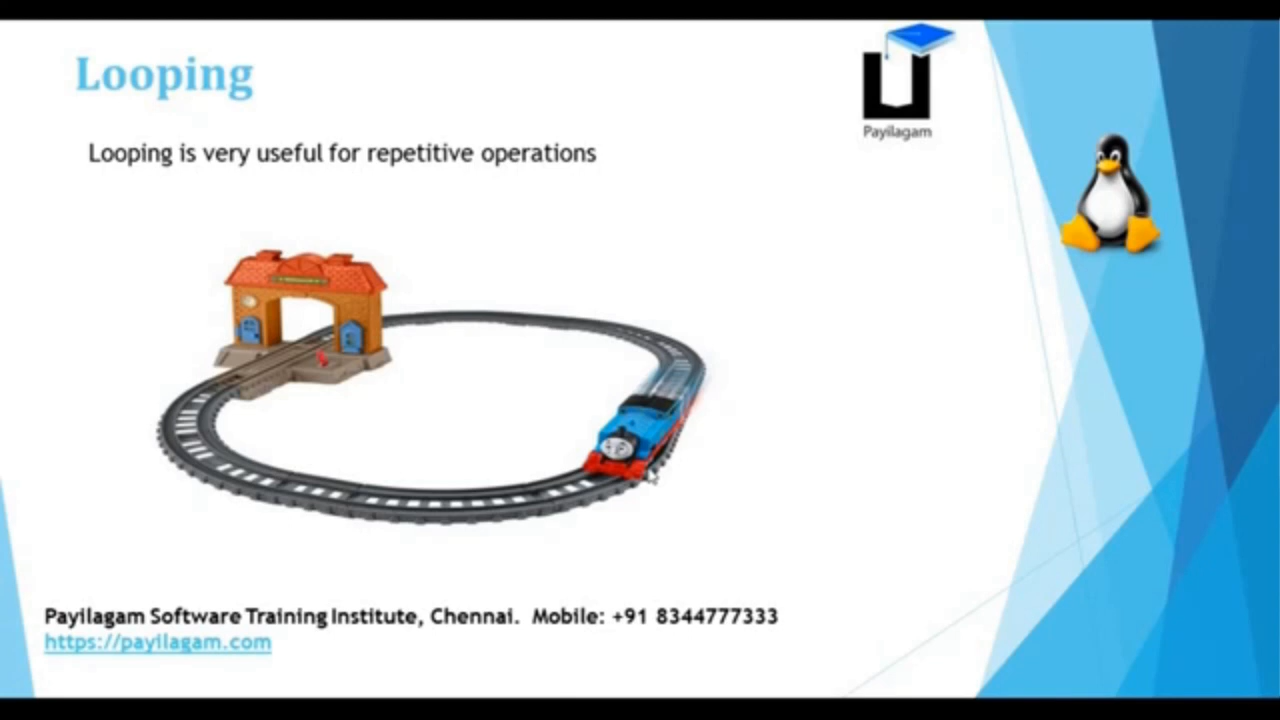 Looping
Payilagam
Looping is very useful for repetitive operations
Payilagam Software Training Institute, Chennai. Mobile: +91 8344777333
https://payilagam.com